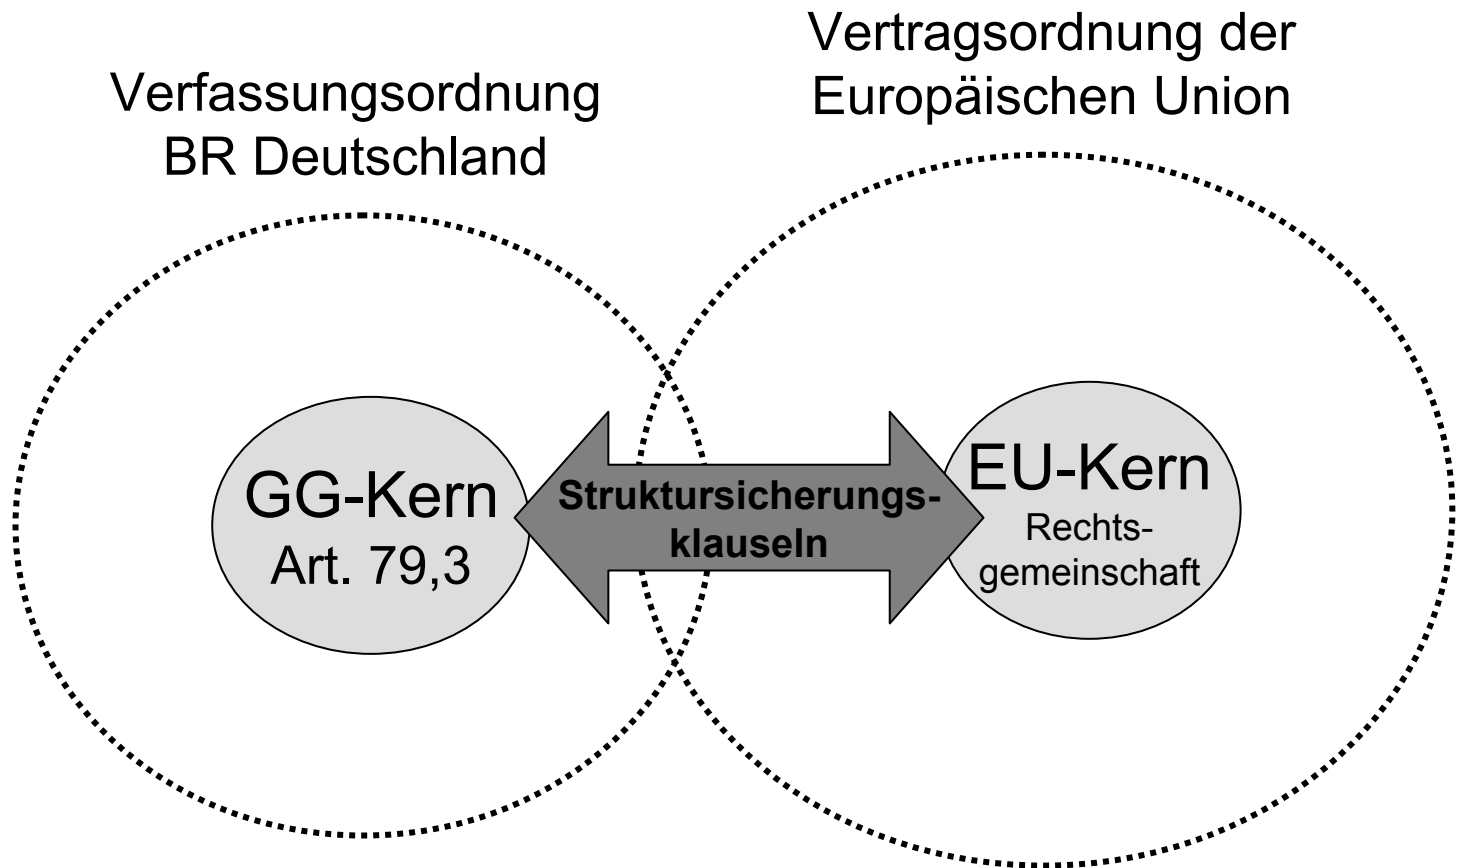 Verfassungsordnung
BR Deutschland
Vertragsordnung der
Europäischen Union
GG-Kern
Art. 79,3
Struktursicherungs-
klauseln
EU-Kern
Rechts-
gemeinschaft